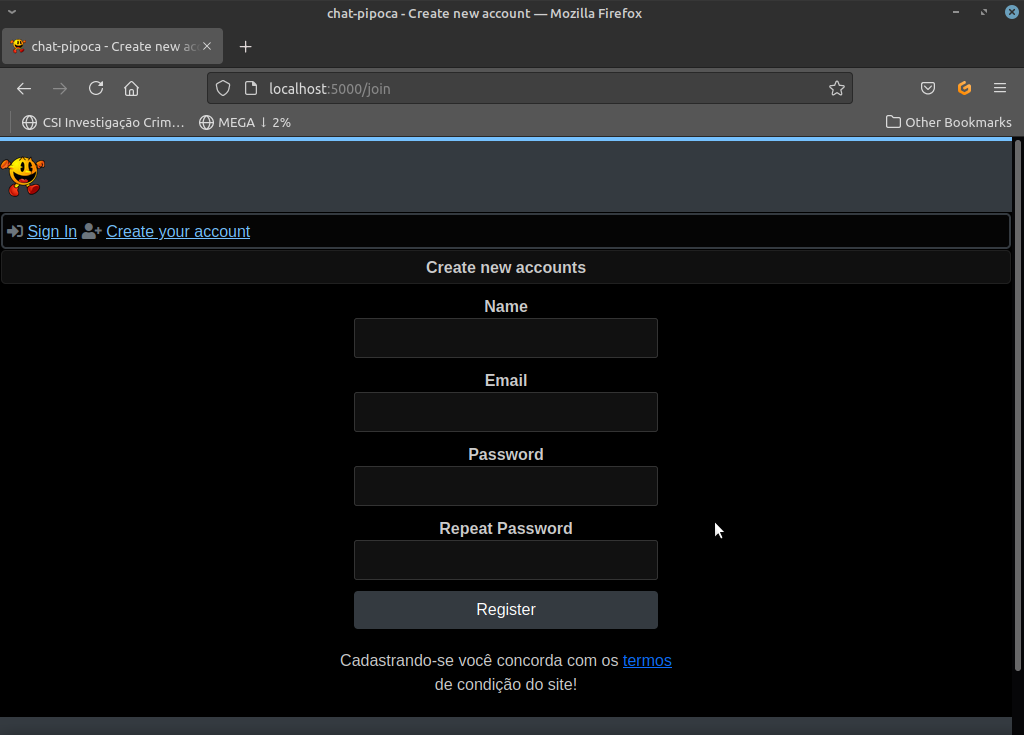 chat-pipoca - Create new account — Mozilla Firefox
chat-pipoca - Create new ac
localhost:5000/join
CSI Investigação Crim… MEGA ↓ 2% Other Bookmarks
Sign In Create your account
Create new accounts
Name
Email
Password
Repeat Password
Register
Cadastrando-se você concorda com os termos
de condição do site!